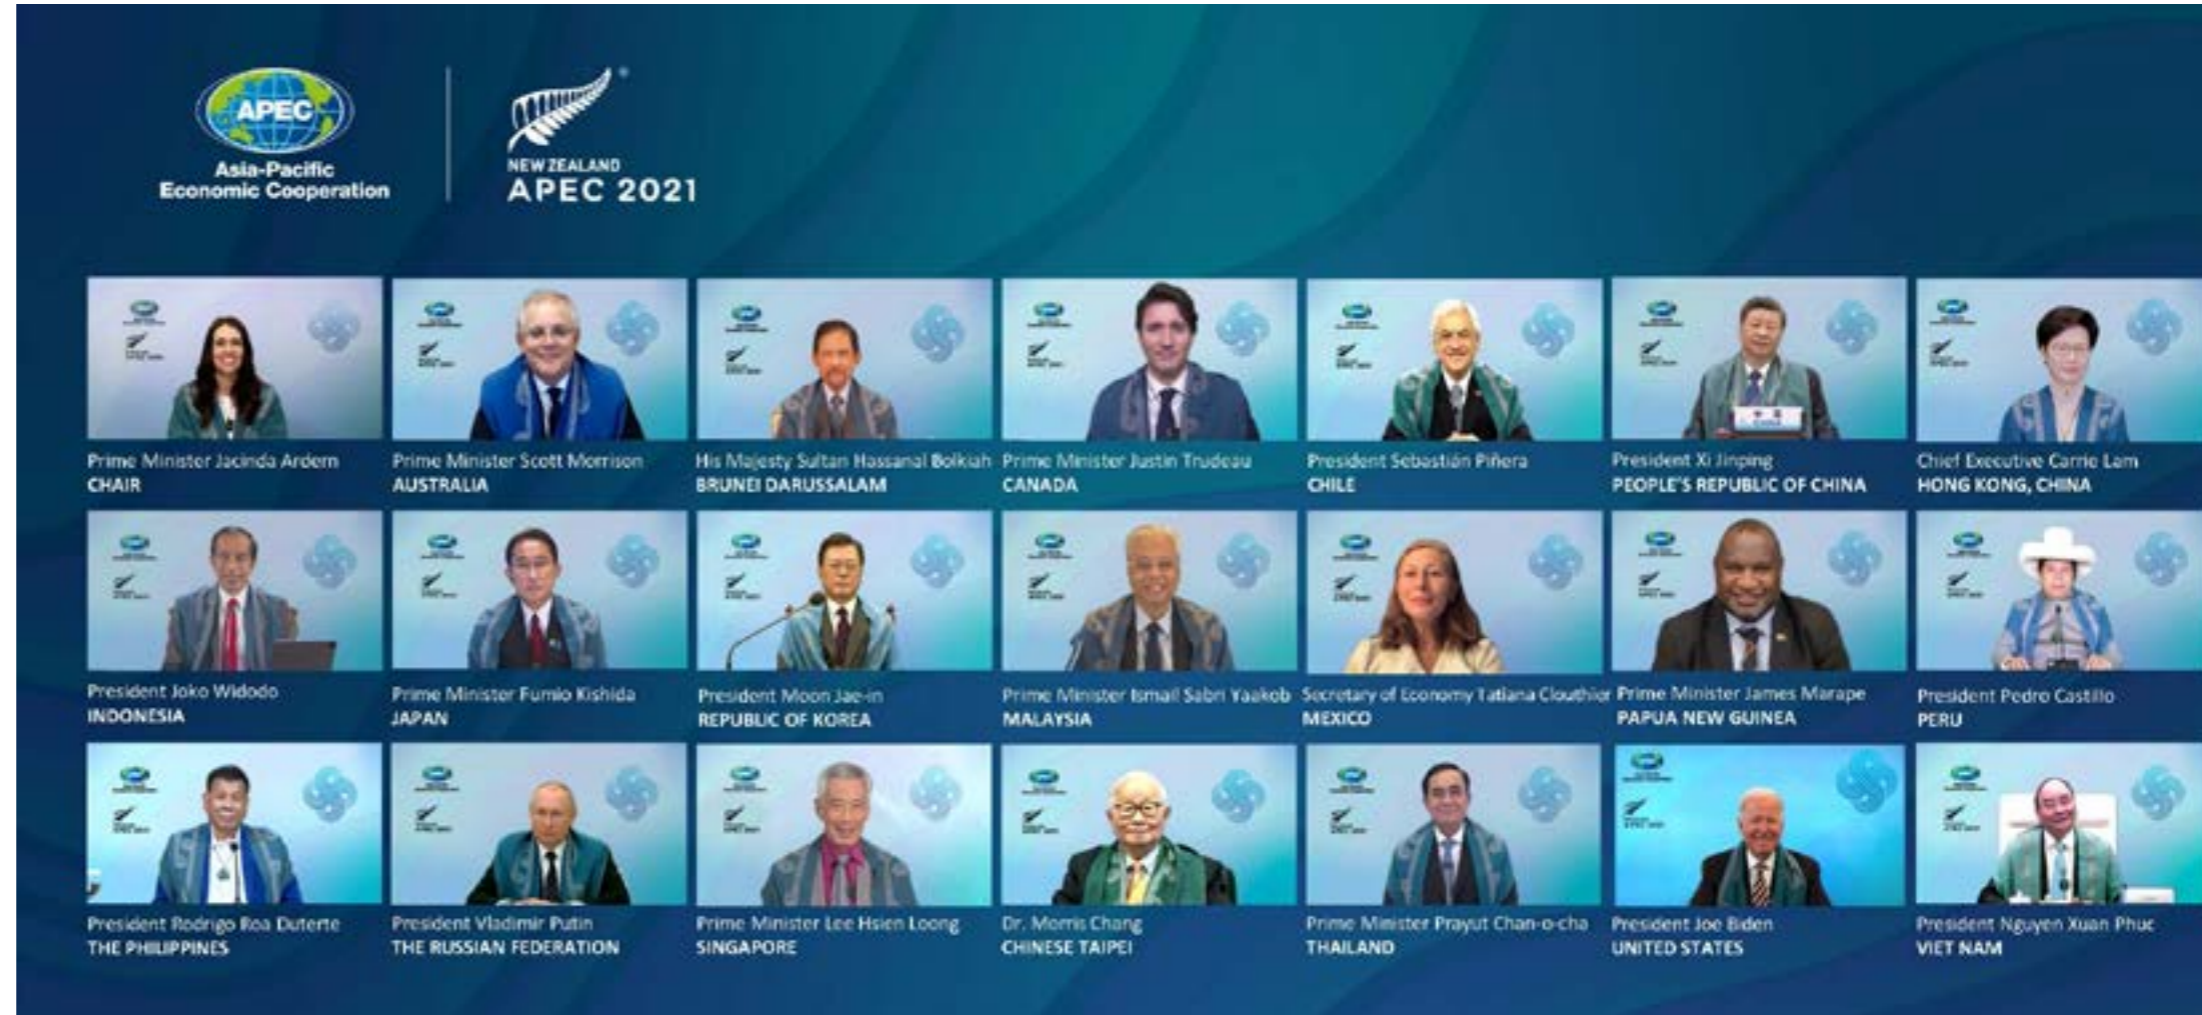 APEC
Asia-Pacific
Economic Cooperation
NEW ZEALAND
APEC 2021
Prime Minister Jacinda Ardern
CHAIR
Prime Minister Scott Morrison
AUSTRALIA
His Majesty Sultan Hassanal Bolkiah
BRUNEI DARUSSALAM
Prime Minister Justin Trudeau
CANADA
President Sebastián Piñera
CHILE
President Xi Jinping
PEOPLE'S REPUBLIC OF CHINA
Chief Executive Carrie Lam
HONG KONG, CHINA
President Joko Widodo
INDONESIA
Prime Minister Fumio Kishida
JAPAN
President Moon Jae-in
REPUBLIC OF KOREA
Prime Minister Ismail Sabri Yaakob
MALAYSIA
Secretary of Economy Tatiana Clouthier
MEXICO
Prime Minister James Marape
PAPUA NEW GUINEA
President Pedro Castillo
PERU
President Rodrigo Roa Duterte
THE PHILIPPINES
President Vladimir Putin
THE RUSSIAN FEDERATION
Prime Minister Lee Hsien Loong
SINGAPORE
Dr. Morris Chang
CHINESE TAIPEI
Prime Minister Prayut Chan-o-cha
THAILAND
President Joe Biden
UNITED STATES
President Nguyen Xuan Phuc
VIET NAM